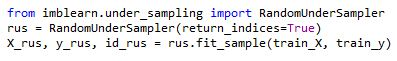 from imblearn.under_sampling import RandomUnderSampler
rus = RandomUnderSampler(return_indices=True)
X_rus, y_rus, id_rus = rus.fit_sample(train_X, train_y)